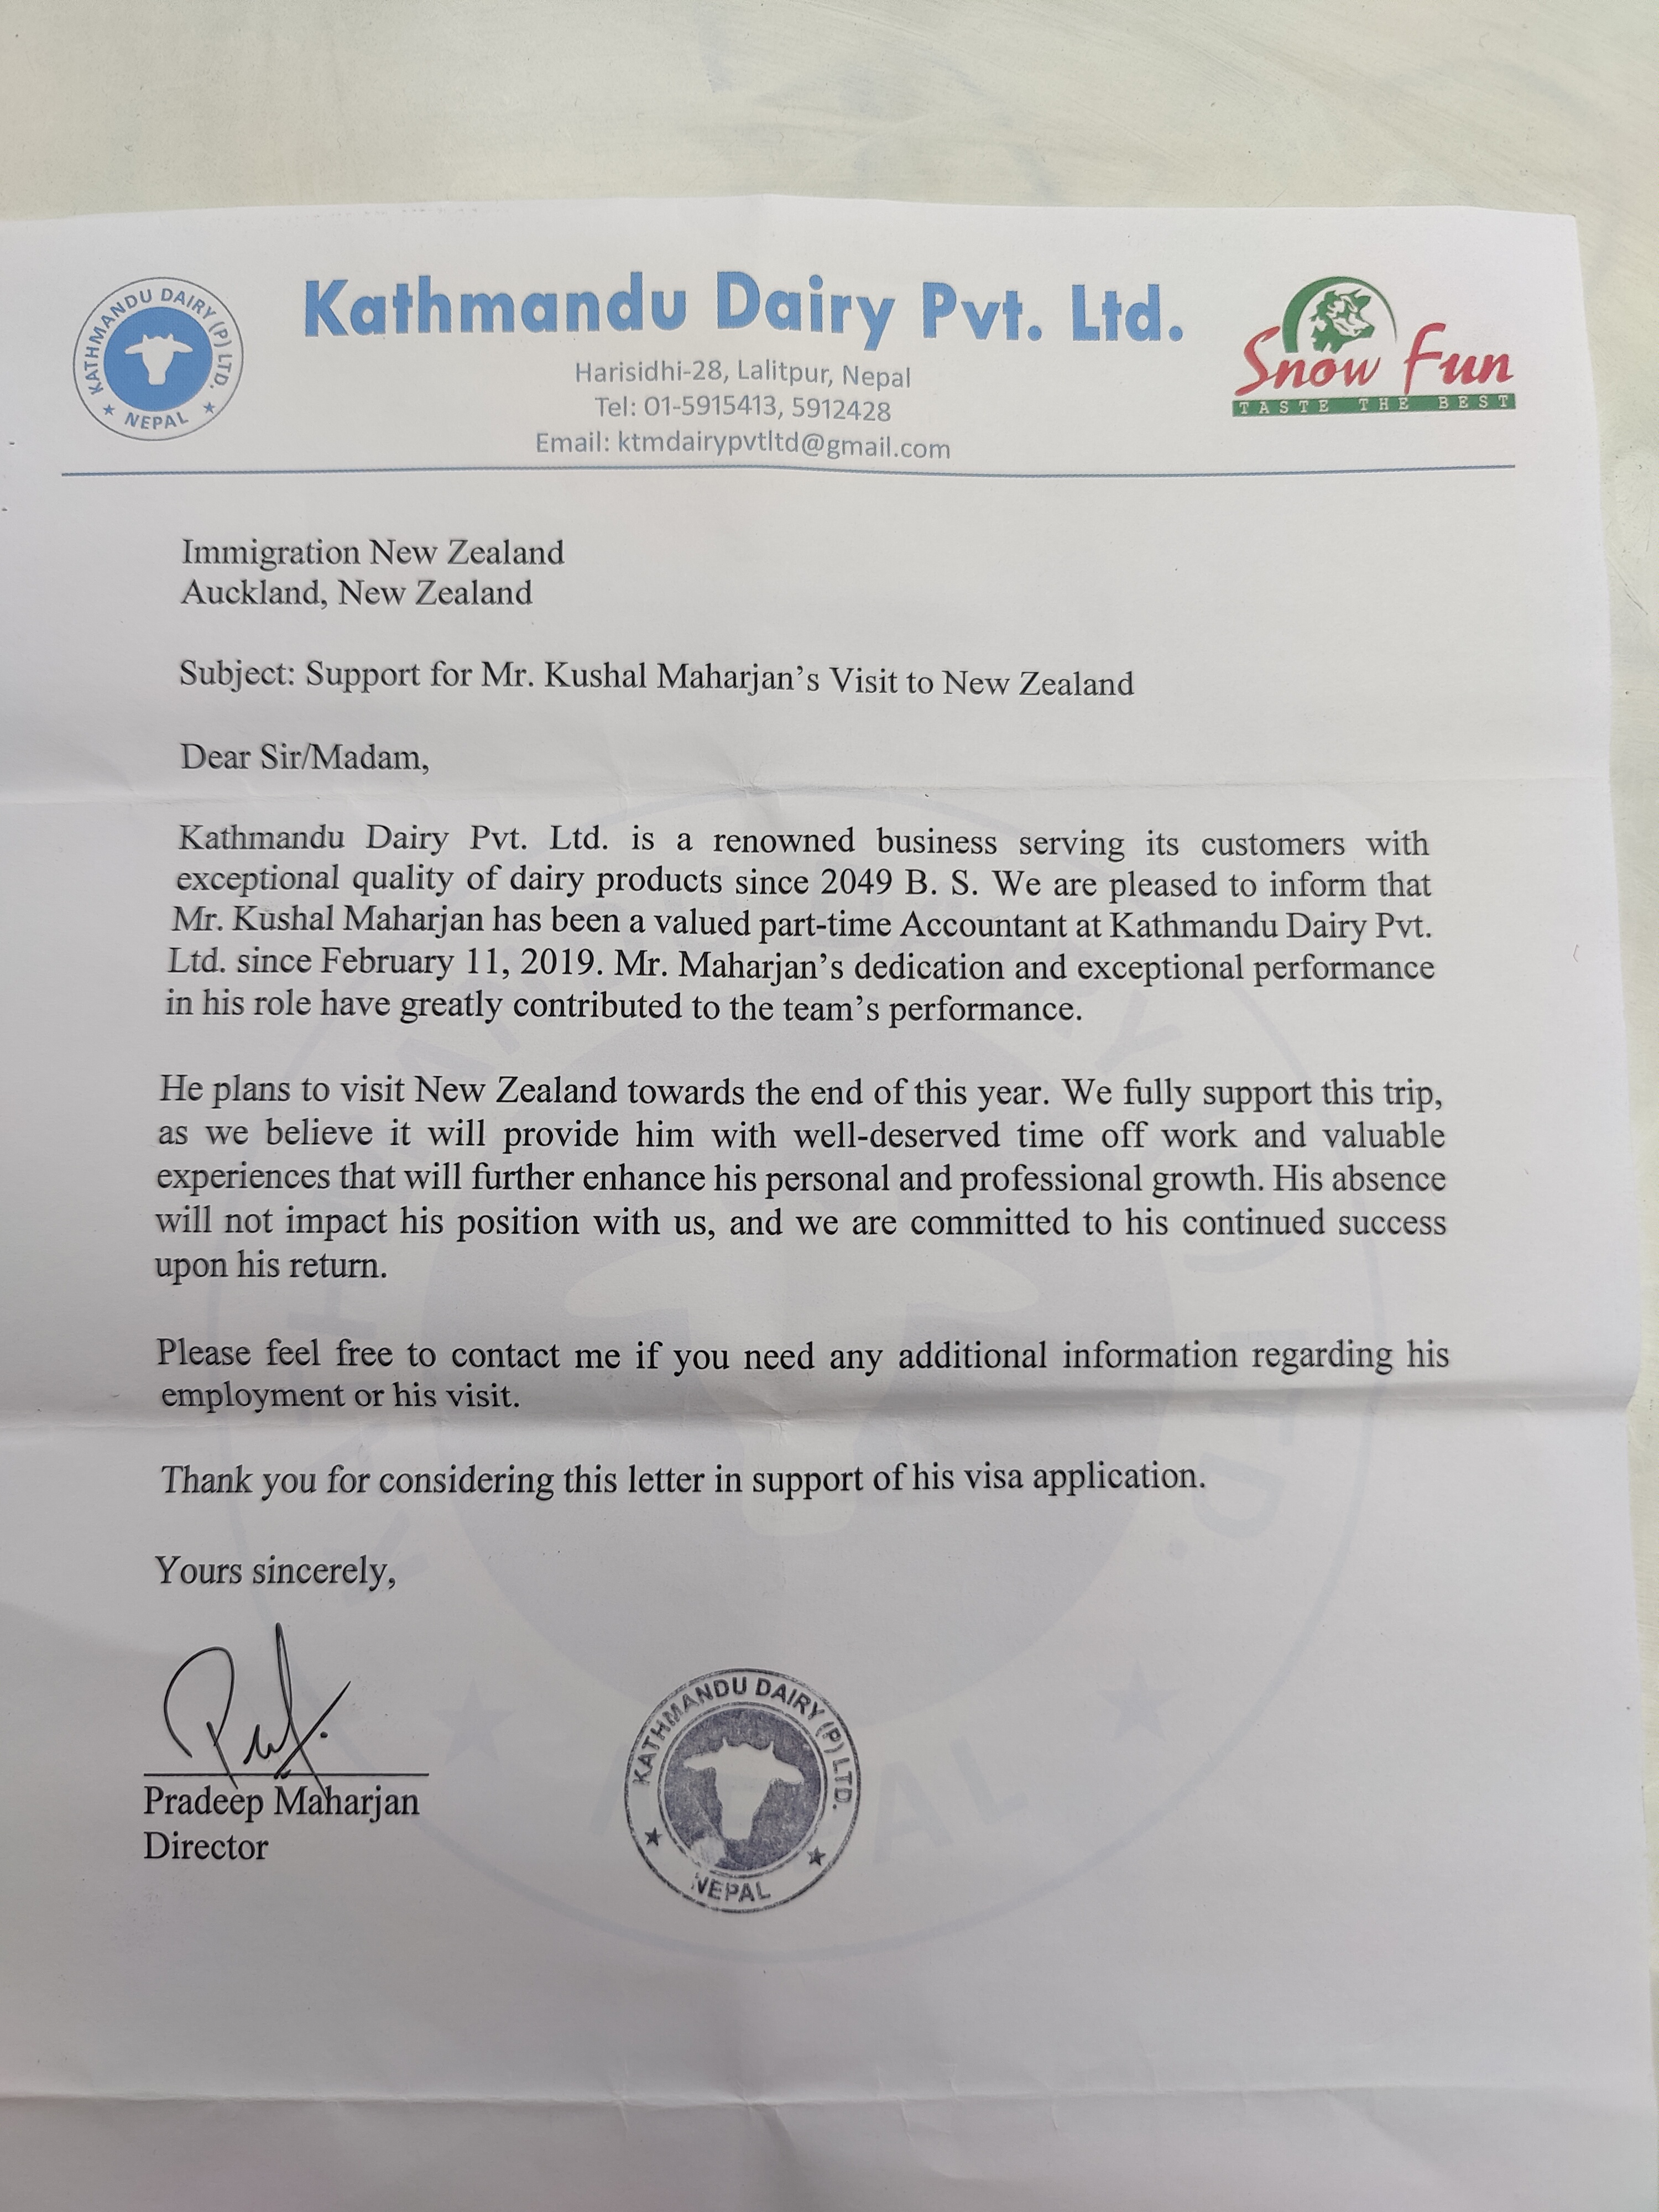 KATHMANDU DAIRY (P) LTD.
NEPAL
Kathmandu Dairy Pvt. Ltd.
Harisidhi-28, Lalitpur, Nepal
Tel: 01-5915413, 5912428
Email: ktmdairypvtltd@gmail.com
Snow Fun
TASTE THE BEST
Immigration New Zealand
Auckland, New Zealand
Subject: Support for Mr. Kushal Maharjan's Visit to New Zealand
Dear Sir/Madam,
Kathmandu Dairy Pvt. Ltd. is a renowned business serving its customers with
exceptional quality of dairy products since 2049 B. S. We are pleased to inform that
Mr. Kushal Maharjan has been a valued part-time Accountant at Kathmandu Dairy Pvt.
Ltd. since February 11, 2019. Mr. Maharjan's dedication and exceptional performance
in his role have greatly contributed to the team's performance.
He plans to visit New Zealand towards the end of this year. We fully support this trip,
as we believe it will provide him with well-deserved time off work and valuable
experiences that will further enhance his personal and professional growth. His absence
will not impact his position with us, and we are committed to his continued success
upon his return.
Please feel free to contact me if you need any additional information regarding his
employment or his visit.
Thank you for considering this letter in support of his visa application.
Yours sincerely,
Pradeep Maharjan
Director
KATHMANDU DAIRY (P) LTD.
NEPAL